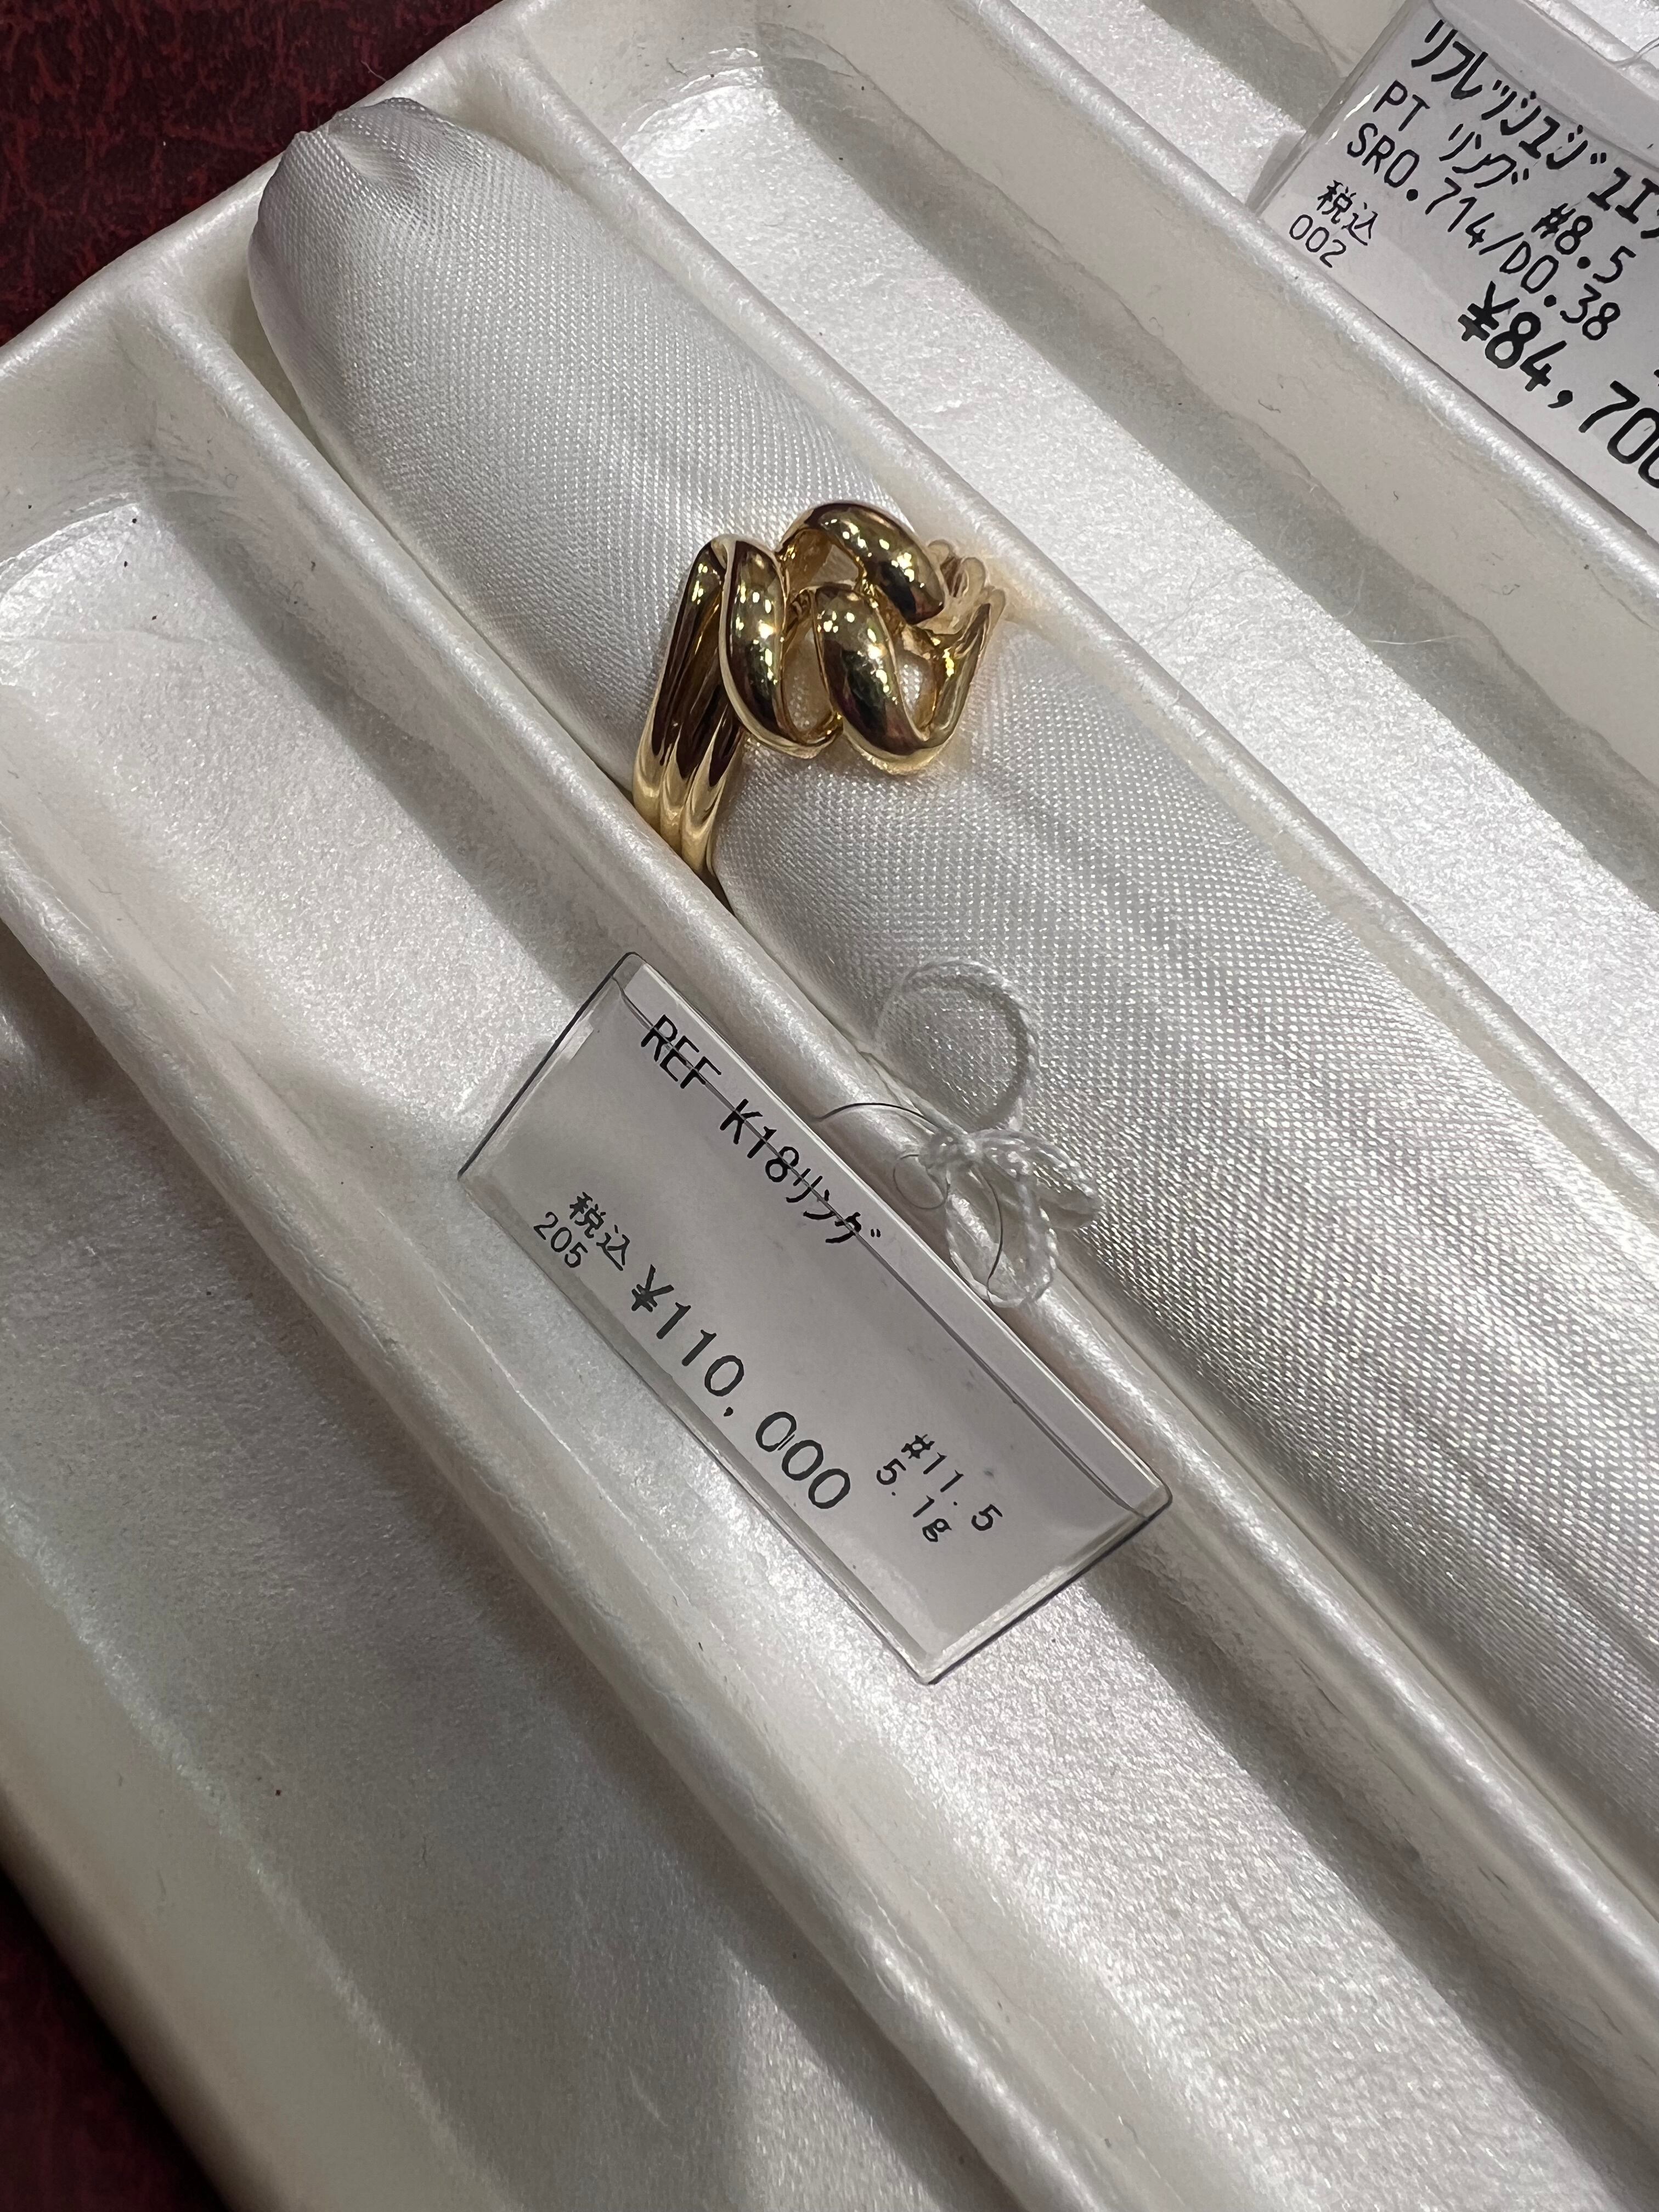 リフレッシュジュエ
PT リング #8.5
SR0.714/D0.38
税込
002
¥84,700
REF K18リング
#11.5
5.1g
税込
205
¥110,000